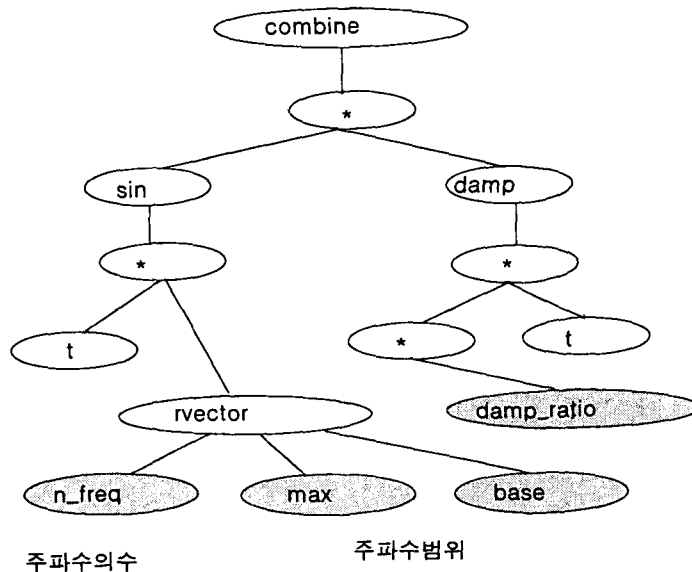 combine
*
sin
damp
*
*
t
*
t
rvector
damp_ratio
n_freq
max
base
주파수의수
주파수범위